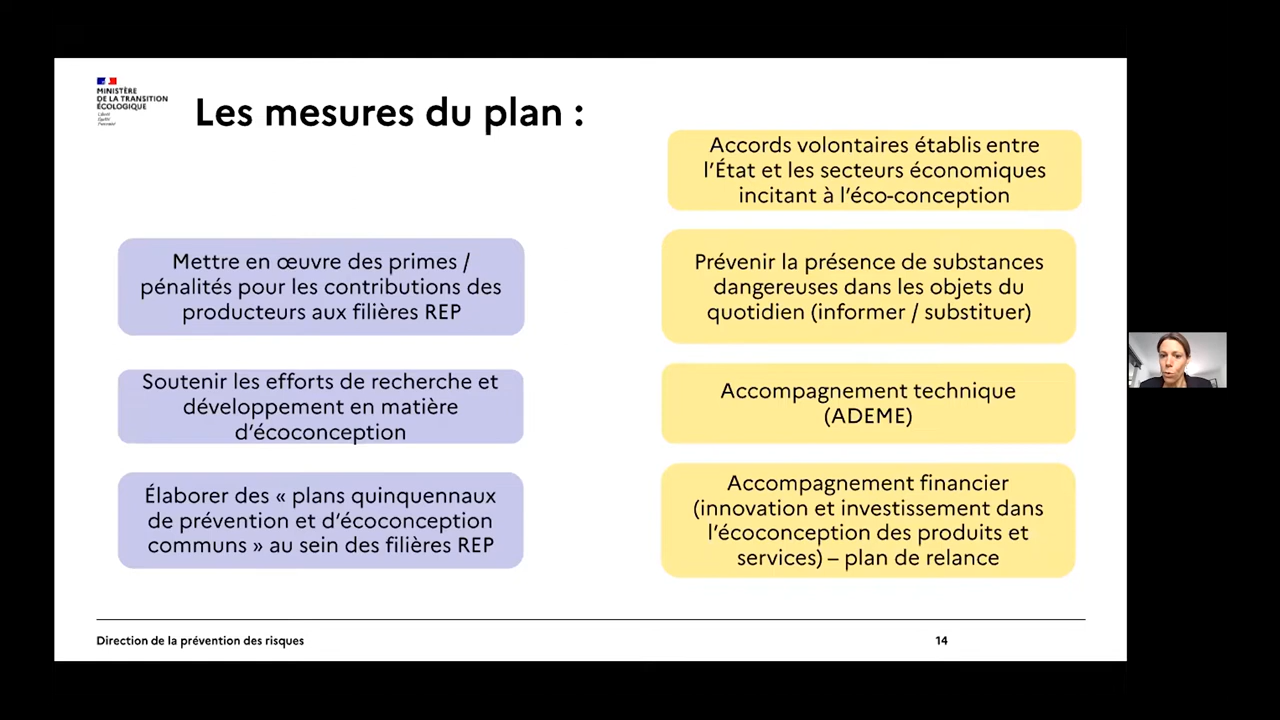 MINISTÈRE
DE LA TRANSITION
ÉCOLOGIQUE
Liberté
Égalité
Fraternité
Les mesures du plan :
Mettre en œuvre des primes /
pénalités pour les contributions des
producteurs aux filières REP
Soutenir les efforts de recherche et
développement en matière
d’écoconception
Élaborer des « plans quinquennaux
de prévention et d’écoconception
communs » au sein des filières REP
Accords volontaires établis entre
l’État et les secteurs économiques
incitant à l’éco-conception
Prévenir la présence de substances
dangereuses dans les objets du
quotidien (informer / substituer)
Accompagnement technique
(ADEME)
Accompagnement financier
(innovation et investissement dans
l’écoconception des produits et
services) – plan de relance
Direction de la prévention des risques
14